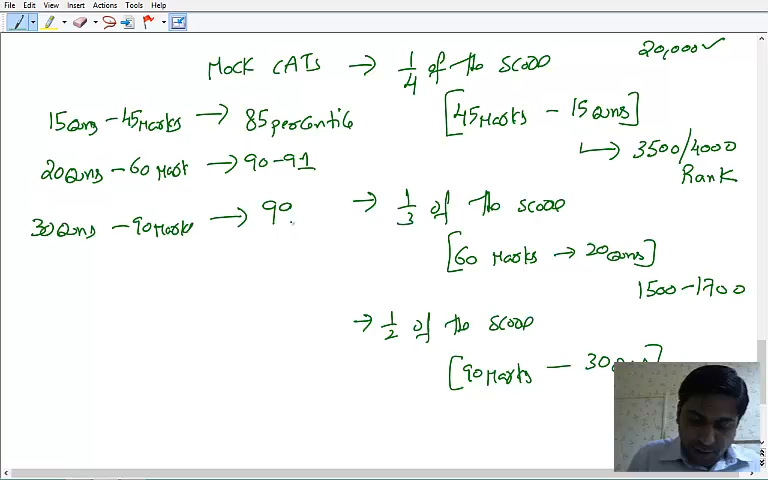 File Edit View Insert Actions Tools Help
20,000 ✓
Mock CATs → 1/4 of the score
15Qns - 45Marks → 85percentile
[45Marks - 15Qns]
→ 3500/4000
Rank
20Qns - 60 Mark → 90-91
→ 1/3 of the score
30Qns - 90Marks → 90
[60 Marks → 20Qns]
1500-1700
→ 1/2 of the score
[90Marks - 30